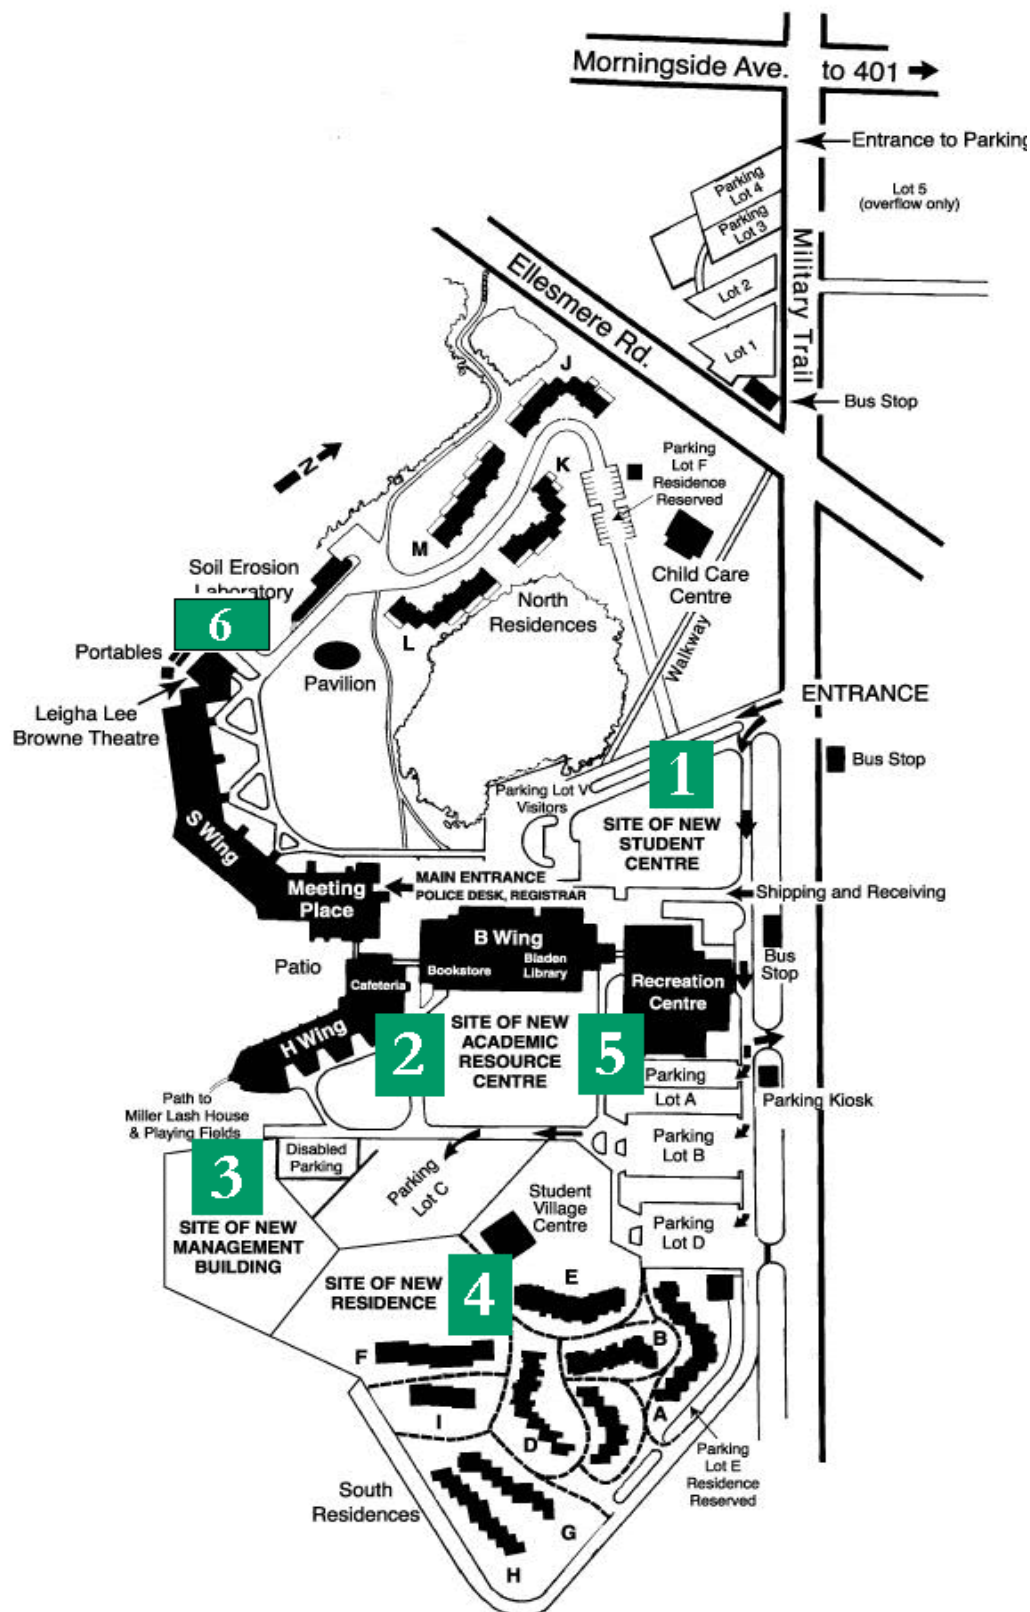 Morningside Ave. to 401
Entrance to Parking
Parking
Lot 4
Parking
Lot 3
Lot 5
(overflow only)
Military Trail
Lot 2
Lot 1
Ellesmere Rd.
Bus Stop
J
N
K
Parking
Lot F
Residence
Reserved
M
Soil Erosion
Laboratory
Child Care
Centre
North
Residences
6
L
Walkway
Portables
Pavilion
Leigha Lee
Browne Theatre
ENTRANCE
Bus Stop
1
Parking Lot V
Visitors
SITE OF NEW
STUDENT
CENTRE
S Wing
MAIN ENTRANCE
POLICE DESK, REGISTRAR
Meeting
Place
Shipping and Receiving
B Wing
Bookstore
Bladen
Library
Patio
Cafeteria
Recreation
Centre
Bus
Stop
H Wing
2
SITE OF NEW
ACADEMIC
RESOURCE
CENTRE
5
Parking
Lot A
Parking Kiosk
Path to
Miller Lash House
& Playing Fields
Disabled
Parking
Parking
Lot B
3
Parking
Lot C
Student
Village
Centre
Parking
Lot D
SITE OF NEW
MANAGEMENT
BUILDING
SITE OF NEW
RESIDENCE
4
E
B
F
I
A
D
Parking
Lot E
Residence
Reserved
South
Residences
G
H